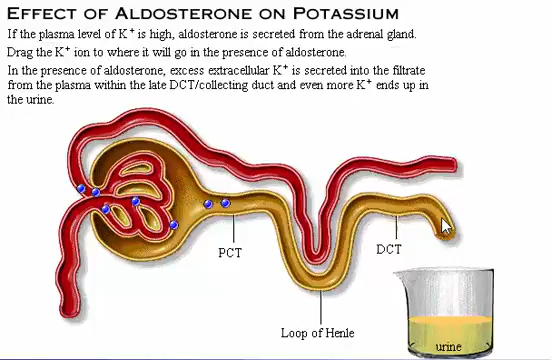 Effect of Aldosterone on Potassium
If the plasma level of K⁺ is high, aldosterone is secreted from the adrenal gland.
Drag the K⁺ ion to where it will go in the presence of aldosterone.
In the presence of aldosterone, excess extracellular K⁺ is secreted into the filtrate
from the plasma within the late DCT/collecting duct and even more K⁺ ends up in
the urine.
PCT
DCT
Loop of Henle
urine